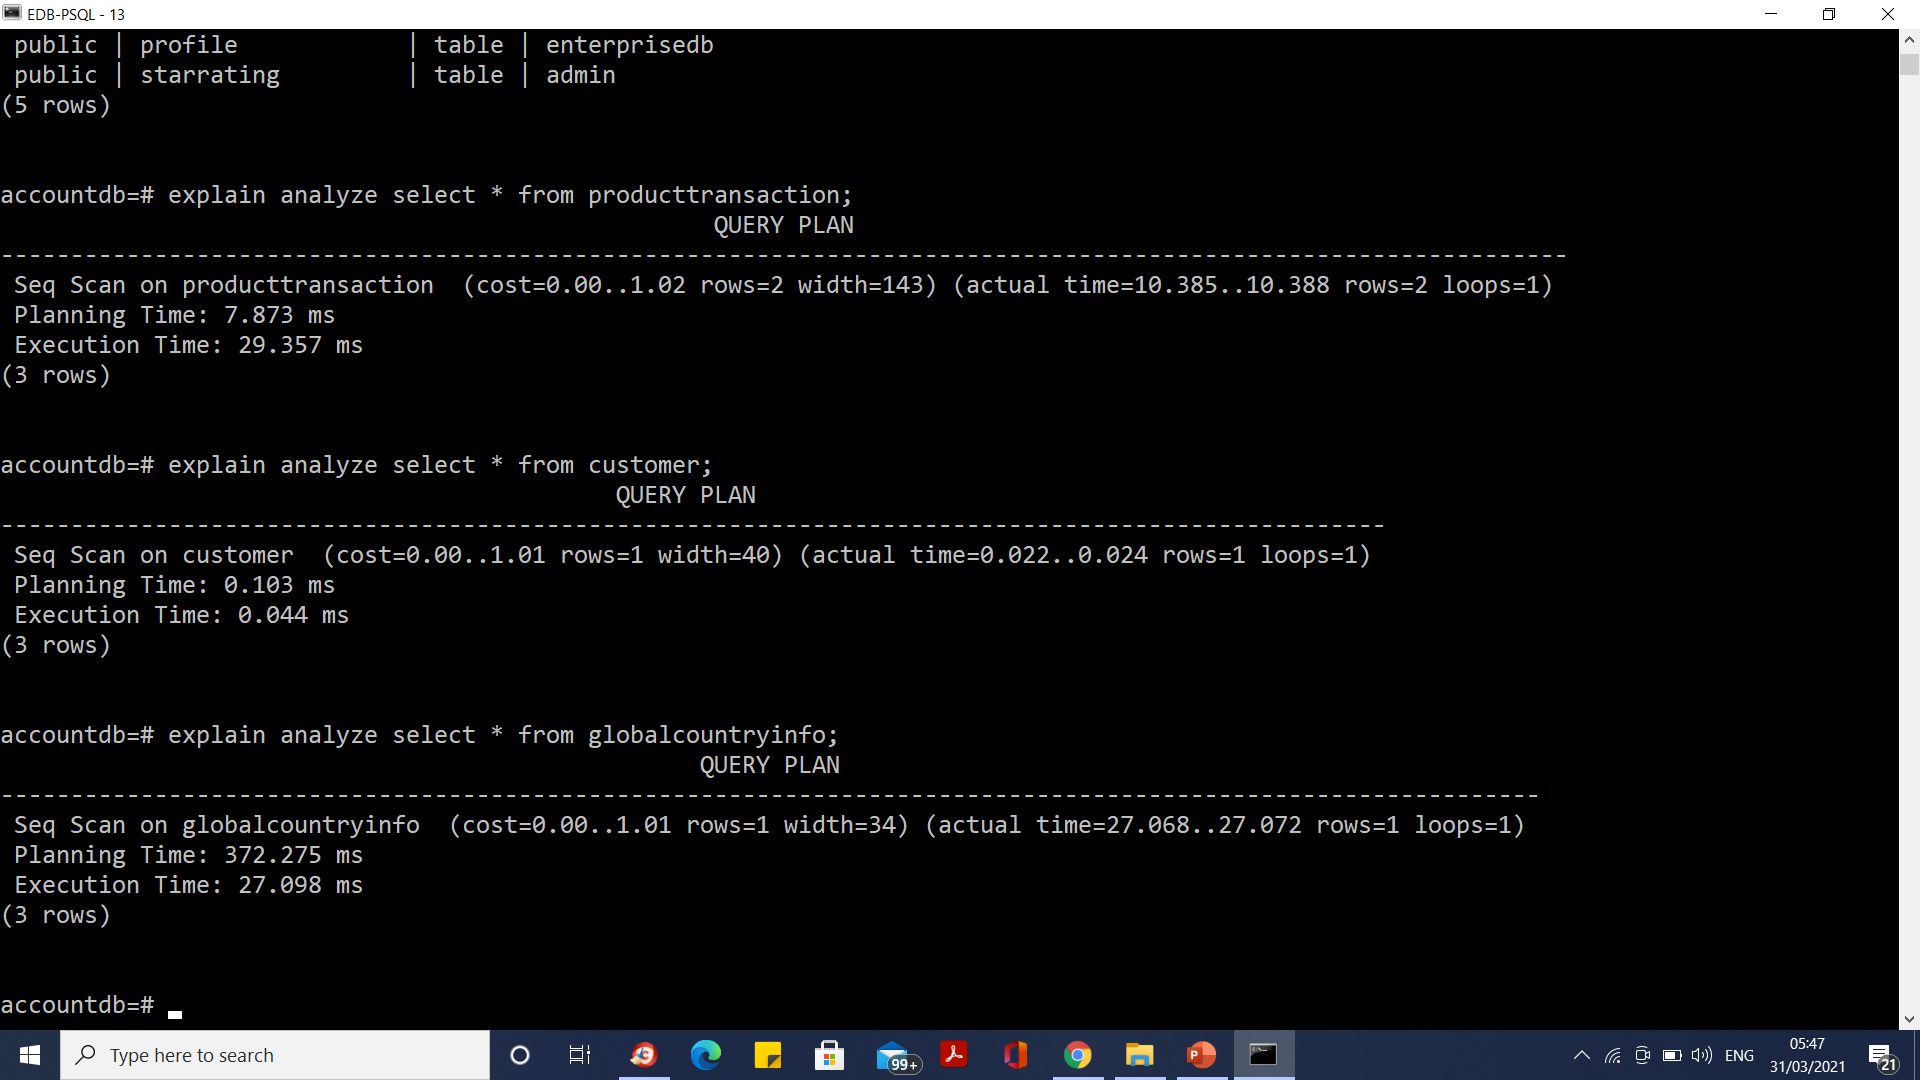 EDB-PSQL - 13
 public | profile            | table | enterprisedb
 public | starrating         | table | admin
(5 rows)
accountdb=# explain analyze select * from producttransaction;
QUERY PLAN
----------------------------------------------------------------------------------------------------------------
 Seq Scan on producttransaction  (cost=0.00..1.02 rows=2 width=143) (actual time=10.385..10.388 rows=2 loops=1)
 Planning Time: 7.873 ms
 Execution Time: 29.357 ms
(3 rows)
accountdb=# explain analyze select * from customer;
QUERY PLAN
---------------------------------------------------------------------------------------------------
 Seq Scan on customer  (cost=0.00..1.01 rows=1 width=40) (actual time=0.022..0.024 rows=1 loops=1)
 Planning Time: 0.103 ms
 Execution Time: 0.044 ms
(3 rows)
accountdb=# explain analyze select * from globalcountryinfo;
QUERY PLAN
--------------------------------------------------------------------------------------------------------------
 Seq Scan on globalcountryinfo  (cost=0.00..1.01 rows=1 width=34) (actual time=27.068..27.072 rows=1 loops=1)
 Planning Time: 372.275 ms
 Execution Time: 27.098 ms
(3 rows)
accountdb=#
Type here to search
99+
P
ENG
05:47
31/03/2021
21